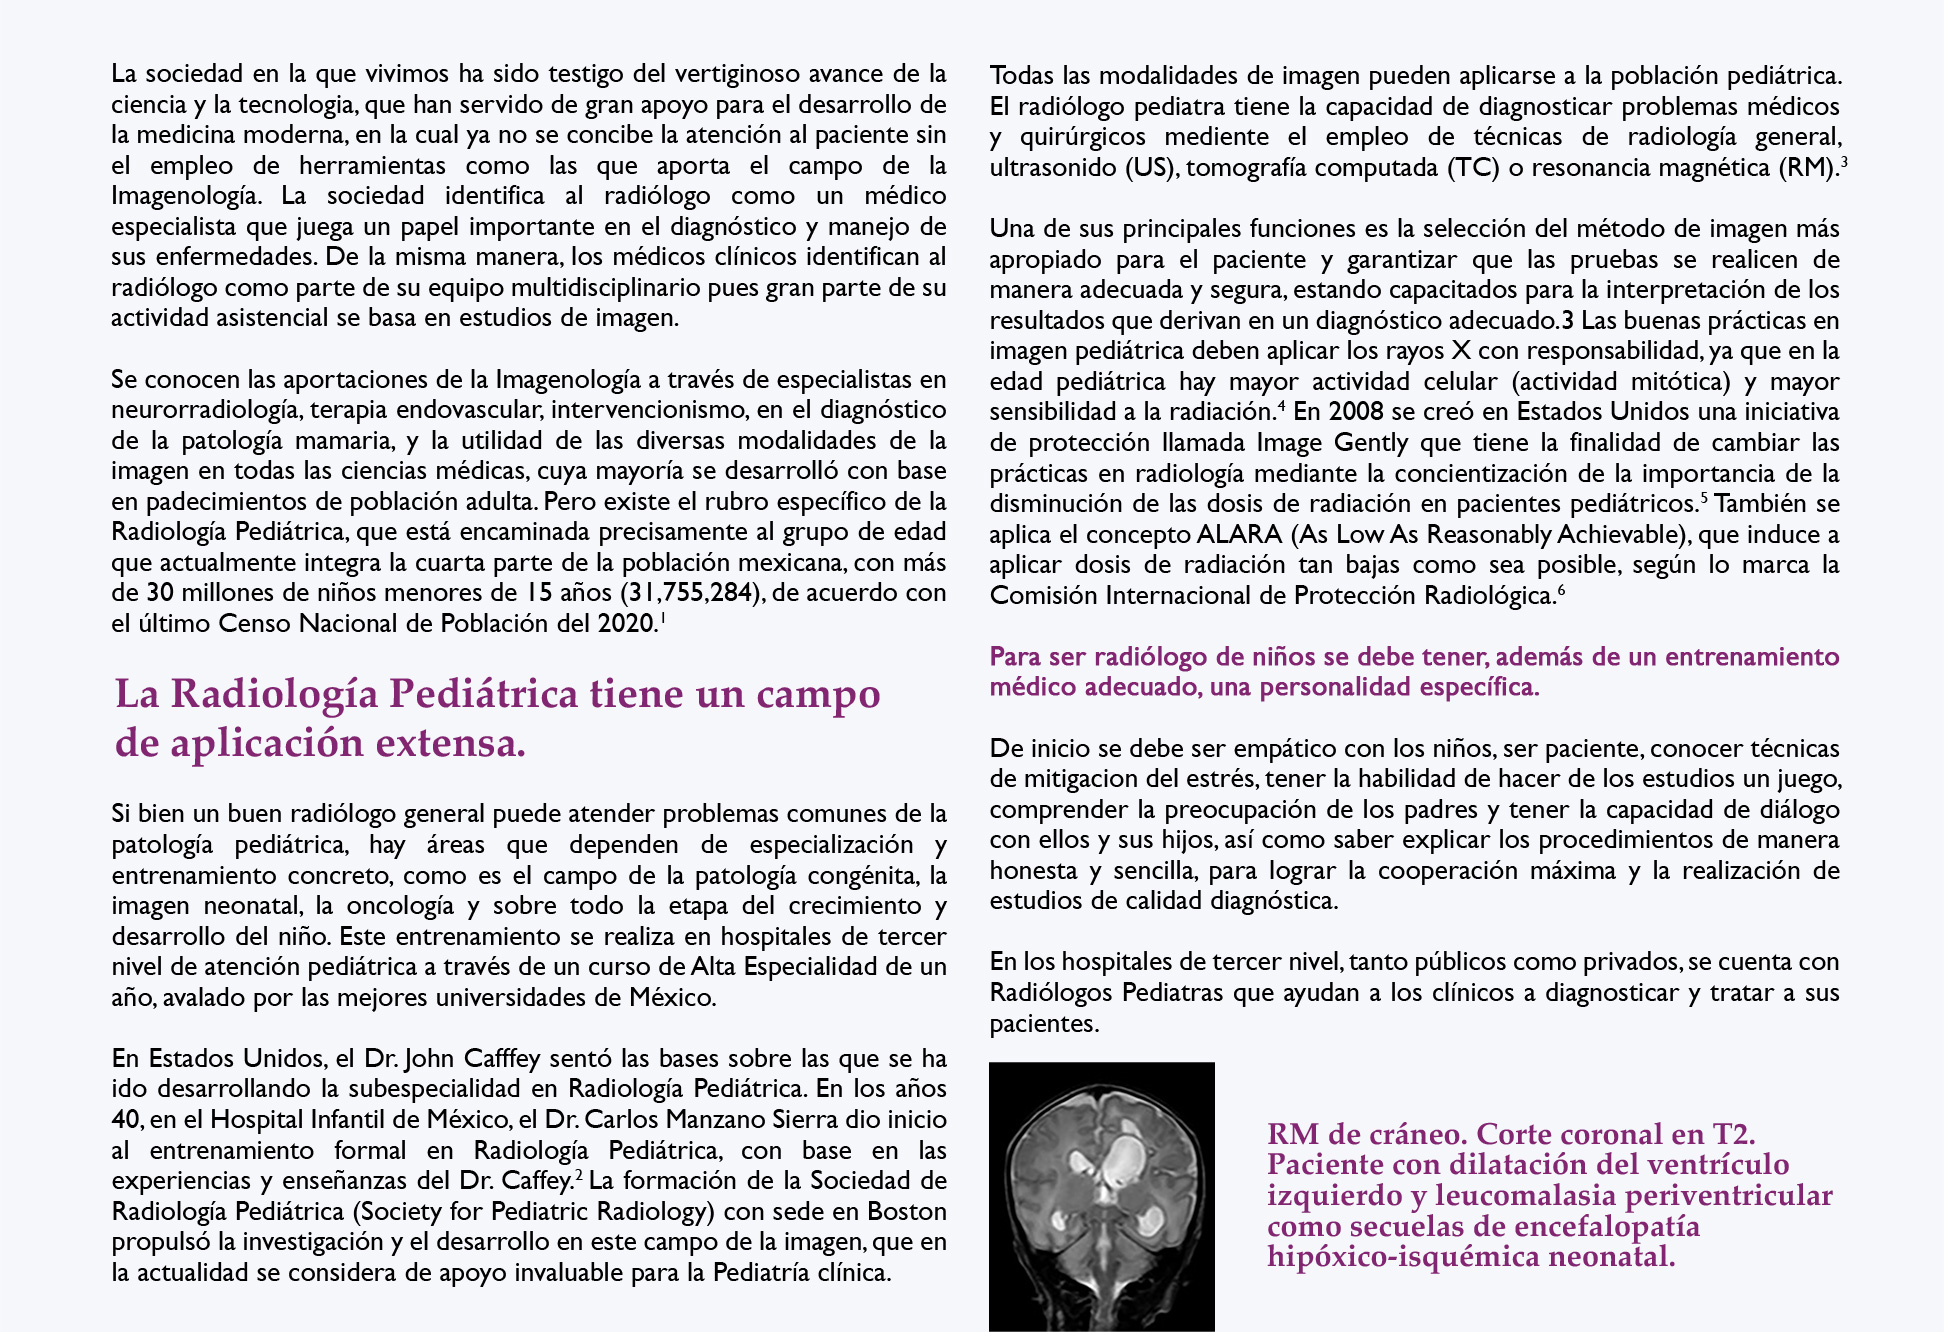 La sociedad en la que vivimos ha sido testigo del vertiginoso avance de la
ciencia y la tecnologia, que han servido de gran apoyo para el desarrollo de
la medicina moderna, en la cual ya no se concibe la atención al paciente sin
el empleo de herramientas como las que aporta el campo de la
Imagenología. La sociedad identifica al radiólogo como un médico
especialista que juega un papel importante en el diagnóstico y manejo de
sus enfermedades. De la misma manera, los médicos clínicos identifican al
radiólogo como parte de su equipo multidisciplinario pues gran parte de su
actividad asistencial se basa en estudios de imagen.
Se conocen las aportaciones de la Imagenología a través de especialistas en
neurorradiología, terapia endovascular, intervencionismo, en el diagnóstico
de la patología mamaria, y la utilidad de las diversas modalidades de la
imagen en todas las ciencias médicas, cuya mayoría se desarrolló con base
en padecimientos de población adulta. Pero existe el rubro específico de la
Radiología Pediátrica, que está encaminada precisamente al grupo de edad
que actualmente integra la cuarta parte de la población mexicana, con más
de 30 millones de niños menores de 15 años (31,755,284), de acuerdo con
el último Censo Nacional de Población del 2020.¹
La Radiología Pediátrica tiene un campo
de aplicación extensa.
Si bien un buen radiólogo general puede atender problemas comunes de la
patología pediátrica, hay áreas que dependen de especialización y
entrenamiento concreto, como es el campo de la patología congénita, la
imagen neonatal, la oncología y sobre todo la etapa del crecimiento y
desarrollo del niño. Este entrenamiento se realiza en hospitales de tercer
nivel de atención pediátrica a través de un curso de Alta Especialidad de un
año, avalado por las mejores universidades de México.
En Estados Unidos, el Dr. John Cafffey sentó las bases sobre las que se ha
ido desarrollando la subespecialidad en Radiología Pediátrica. En los años
40, en el Hospital Infantil de México, el Dr. Carlos Manzano Sierra dio inicio
al entrenamiento formal en Radiología Pediátrica, con base en las
experiencias y enseñanzas del Dr. Caffey.² La formación de la Sociedad de
Radiología Pediátrica (Society for Pediatric Radiology) con sede en Boston
propulsó la investigación y el desarrollo en este campo de la imagen, que en
la actualidad se considera de apoyo invaluable para la Pediatría clínica.
Todas las modalidades de imagen pueden aplicarse a la población pediátrica.
El radiólogo pediatra tiene la capacidad de diagnosticar problemas médicos
y quirúrgicos mediente el empleo de técnicas de radiología general,
ultrasonido (US), tomografía computada (TC) o resonancia magnética (RM).³
Una de sus principales funciones es la selección del método de imagen más
apropiado para el paciente y garantizar que las pruebas se realicen de
manera adecuada y segura, estando capacitados para la interpretación de los
resultados que derivan en un diagnóstico adecuado.3 Las buenas prácticas en
imagen pediátrica deben aplicar los rayos X con responsabilidad, ya que en la
edad pediátrica hay mayor actividad celular (actividad mitótica) y mayor
sensibilidad a la radiación.⁴ En 2008 se creó en Estados Unidos una iniciativa
de protección llamada Image Gently que tiene la finalidad de cambiar las
prácticas en radiología mediante la concientización de la importancia de la
disminución de las dosis de radiación en pacientes pediátricos.⁵ También se
aplica el concepto ALARA (As Low As Reasonably Achievable), que induce a
aplicar dosis de radiación tan bajas como sea posible, según lo marca la
Comisión Internacional de Protección Radiológica.⁶
Para ser radiólogo de niños se debe tener, además de un entrenamiento
médico adecuado, una personalidad específica.
De inicio se debe ser empático con los niños, ser paciente, conocer técnicas
de mitigacion del estrés, tener la habilidad de hacer de los estudios un juego,
comprender la preocupación de los padres y tener la capacidad de diálogo
con ellos y sus hijos, así como saber explicar los procedimientos de manera
honesta y sencilla, para lograr la cooperación máxima y la realización de
estudios de calidad diagnóstica.
En los hospitales de tercer nivel, tanto públicos como privados, se cuenta con
Radiólogos Pediatras que ayudan a los clínicos a diagnosticar y tratar a sus
pacientes.
RM de cráneo. Corte coronal en T2.
Paciente con dilatación del ventrículo
izquierdo y leucomalasia periventricular
como secuelas de encefalopatía
hipóxico-isquémica neonatal.